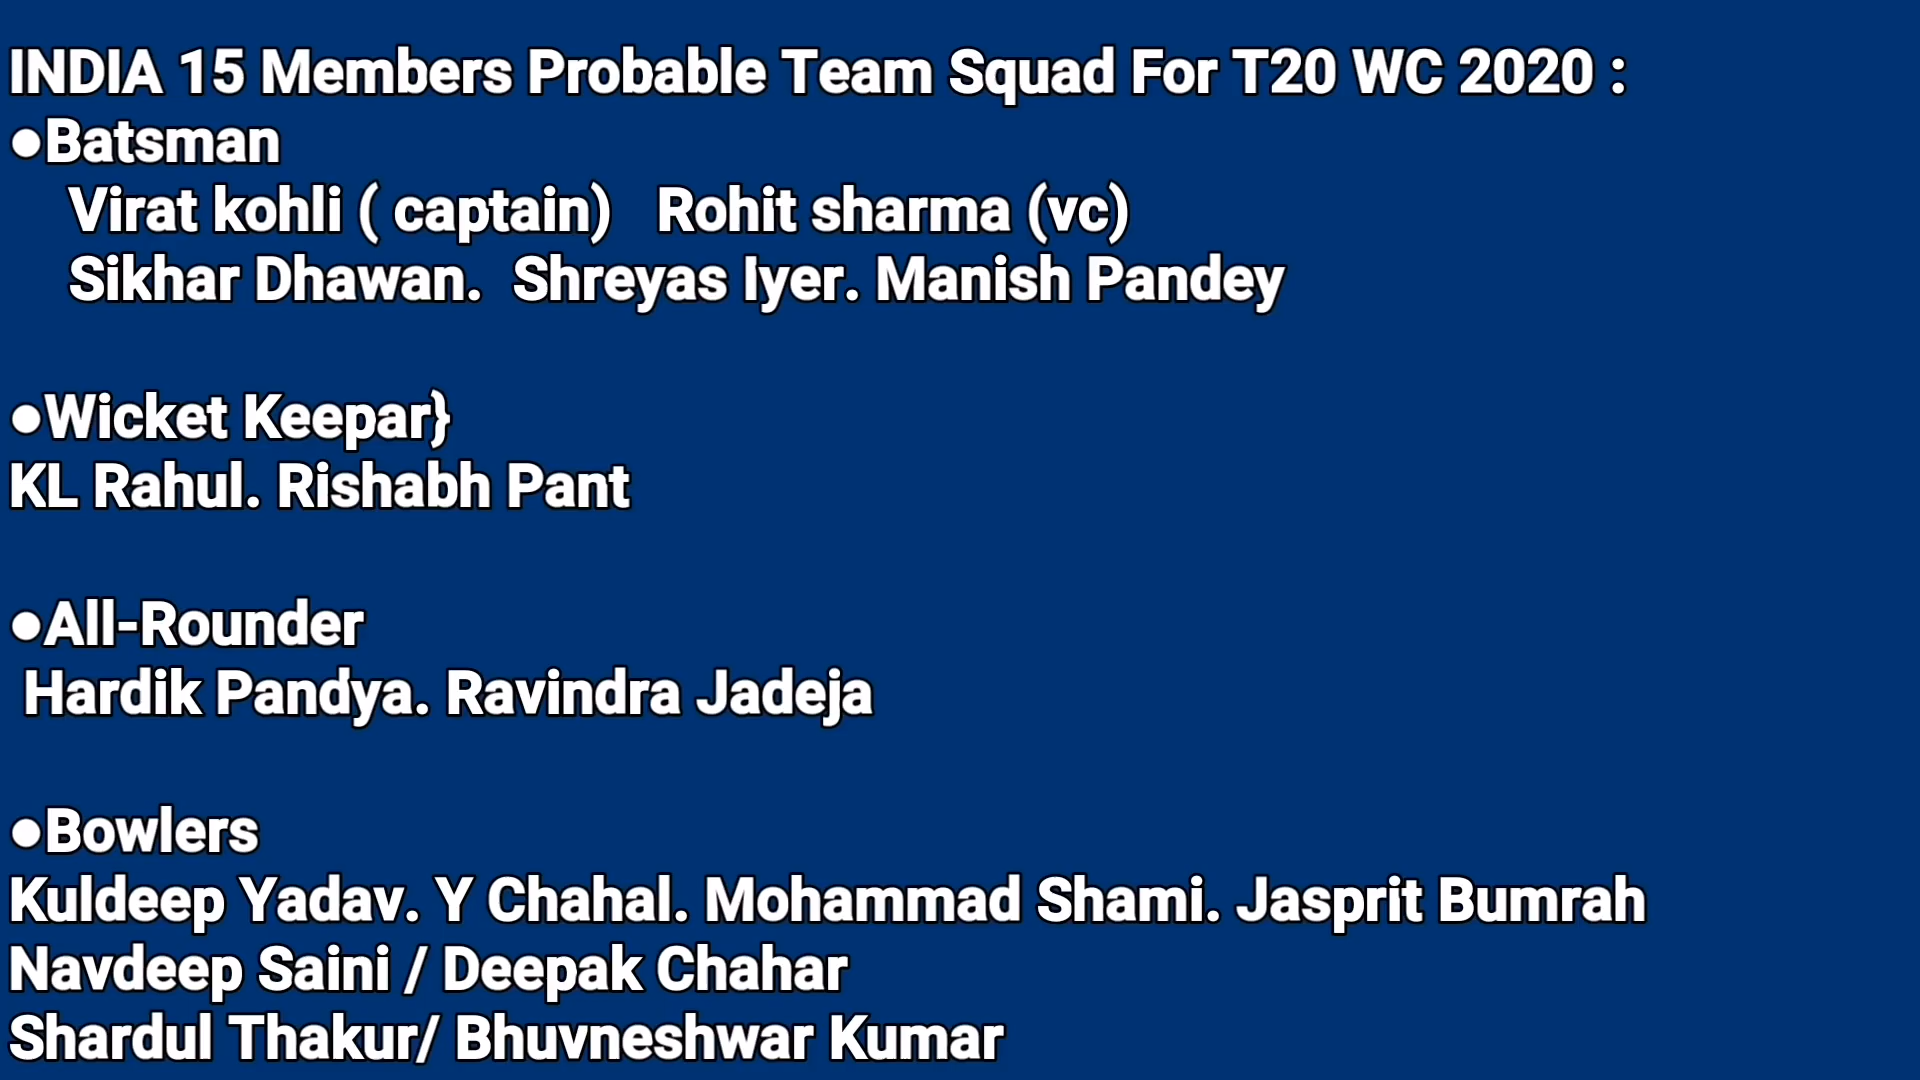 INDIA 15 Members Probable Team Squad For T20 WC 2020 :
●Batsman
Virat kohli ( captain) Rohit sharma (vc)
Sikhar Dhawan. Shreyas Iyer. Manish Pandey
●Wicket Keepar}
KL Rahul. Rishabh Pant
●All-Rounder
Hardik Pandya. Ravindra Jadeja
●Bowlers
Kuldeep Yadav. Y Chahal. Mohammad Shami. Jasprit Bumrah
Navdeep Saini / Deepak Chahar
Shardul Thakur/ Bhuvneshwar Kumar